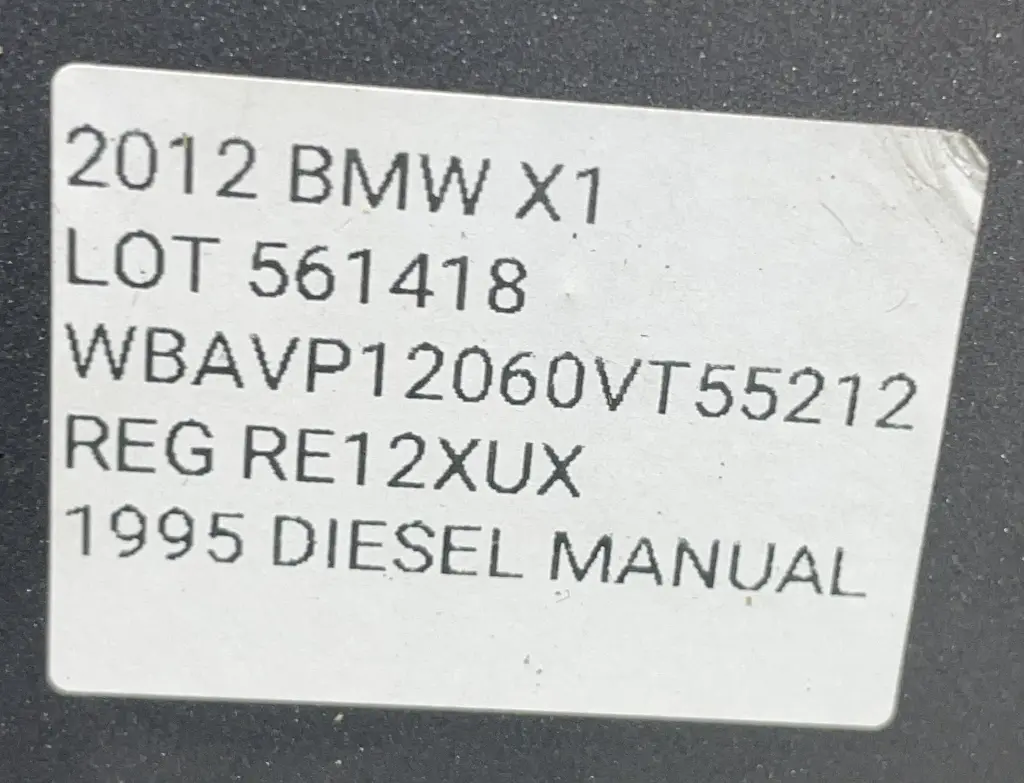 2012 BMW X1
LOT 561418
WBAVP12060VT55212
REG RE12XUX
1995 DIESEL MANUAL